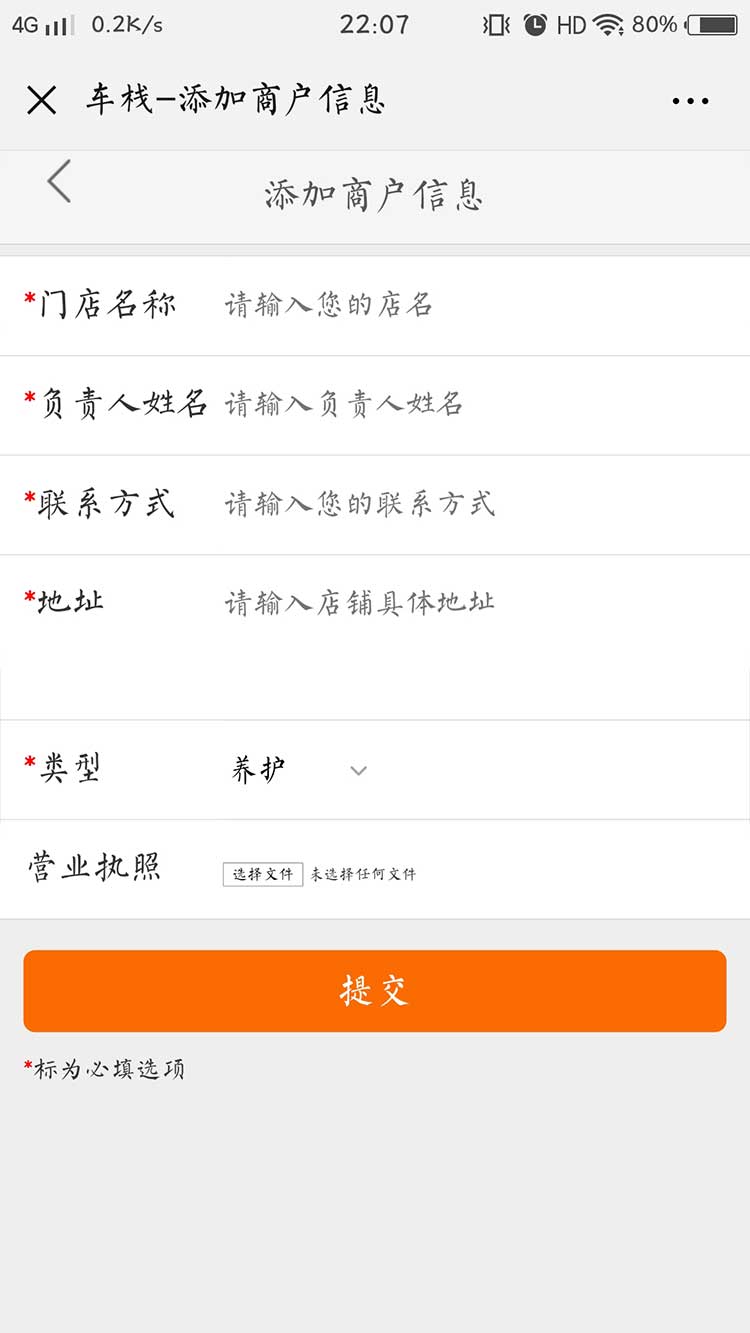 4G 0.2K/s 22:07 HD 80%
车栈-添加商户信息
添加商户信息
*门店名称 请输入您的店名
*负责人姓名 请输入负责人姓名
*联系方式 请输入您的联系方式
*地址 请输入店铺具体地址
*类型 养护
营业执照 选择文件 未选择任何文件
提交
*标为必填选项